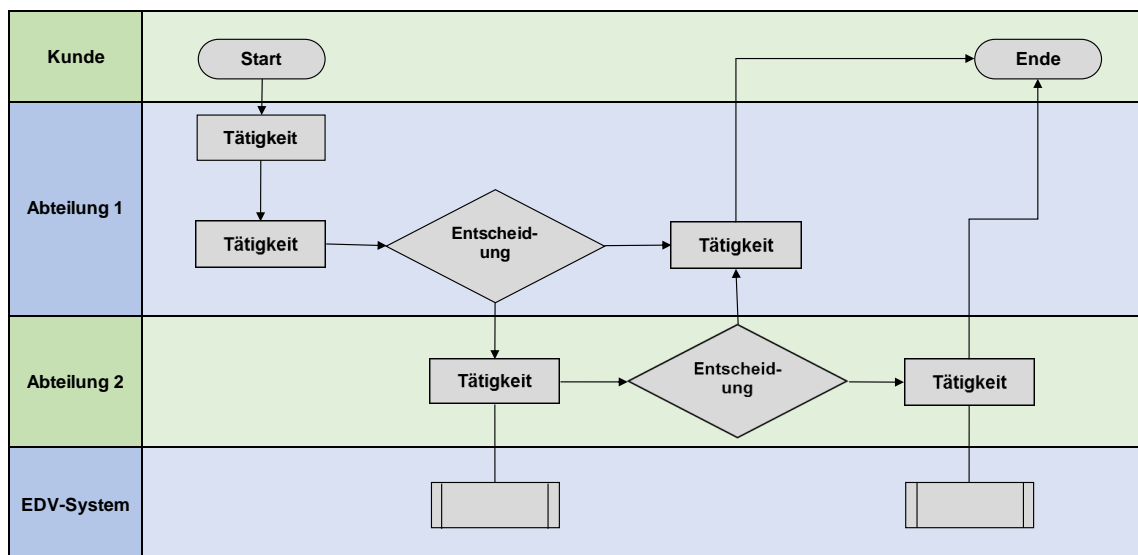 Kunde
Start
Ende
Tätigkeit
Abteilung 1
Tätigkeit
Entscheid-
ung
Tätigkeit
Abteilung 2
Tätigkeit
Entscheid-
ung
Tätigkeit
EDV-System